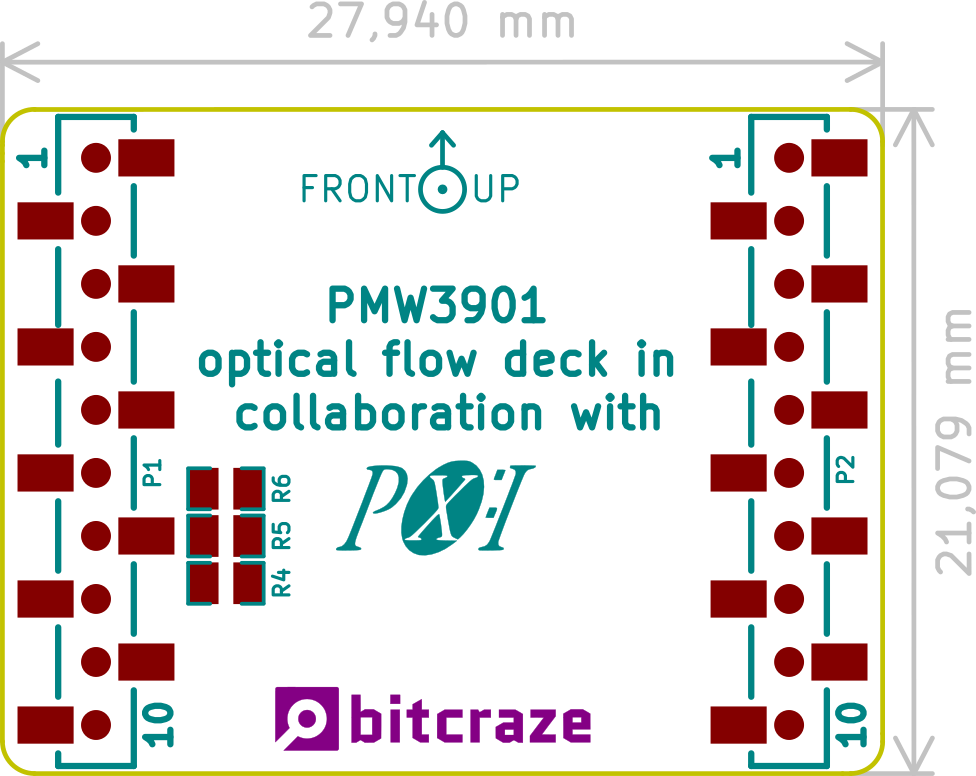 27,940 mm
1
1
FRONT UP
PMW3901
optical flow deck in
collaboration with
PXI
P1
P2
R6
R5
R4
21,079 mm
10
10
bitcraze